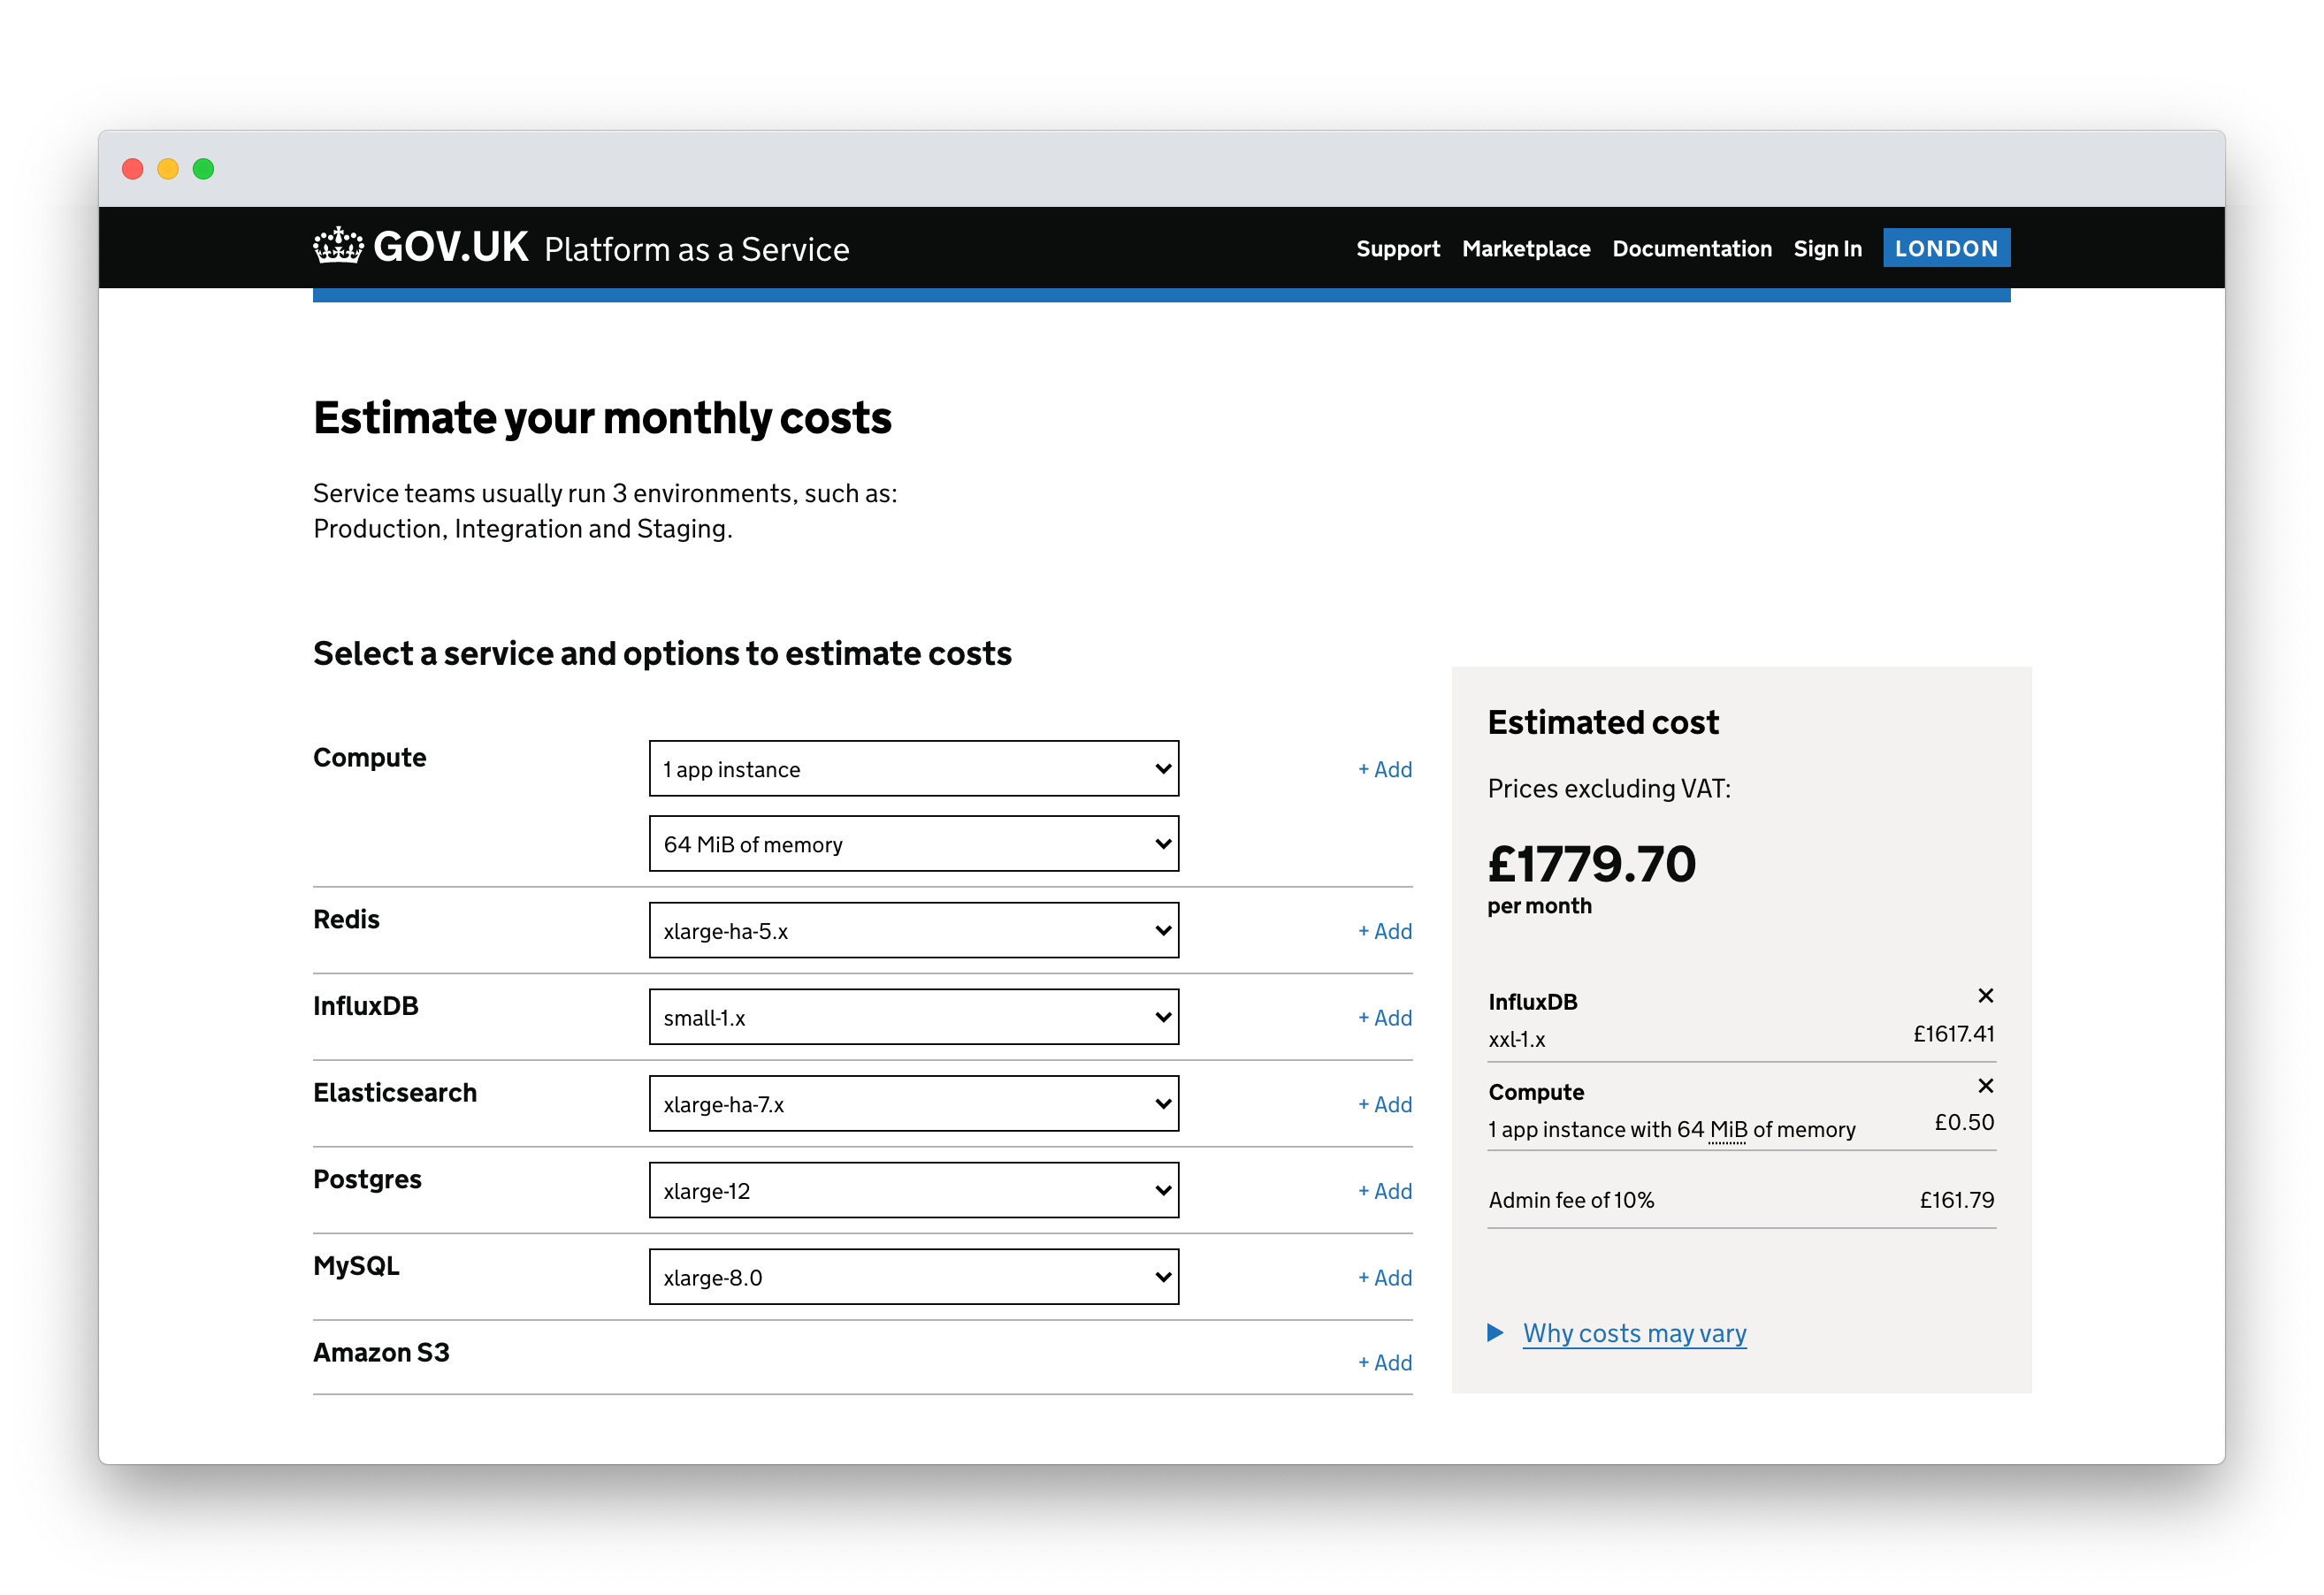 GOV.UK Platform as a Service
Support Marketplace Documentation Sign In LONDON
Estimate your monthly costs
Service teams usually run 3 environments, such as:
Production, Integration and Staging.
Select a service and options to estimate costs
Compute
1 app instance
+ Add
64 MiB of memory
Redis
xlarge-ha-5.x
+ Add
InfluxDB
small-1.x
+ Add
Elasticsearch
xlarge-ha-7.x
+ Add
Postgres
xlarge-12
+ Add
MySQL
xlarge-8.0
+ Add
Amazon S3
+ Add
Estimated cost
Prices excluding VAT:
£1779.70
per month
InfluxDB
xxl-1.x
£1617.41
Compute
1 app instance with 64 MiB of memory
£0.50
Admin fee of 10%
£161.79
Why costs may vary